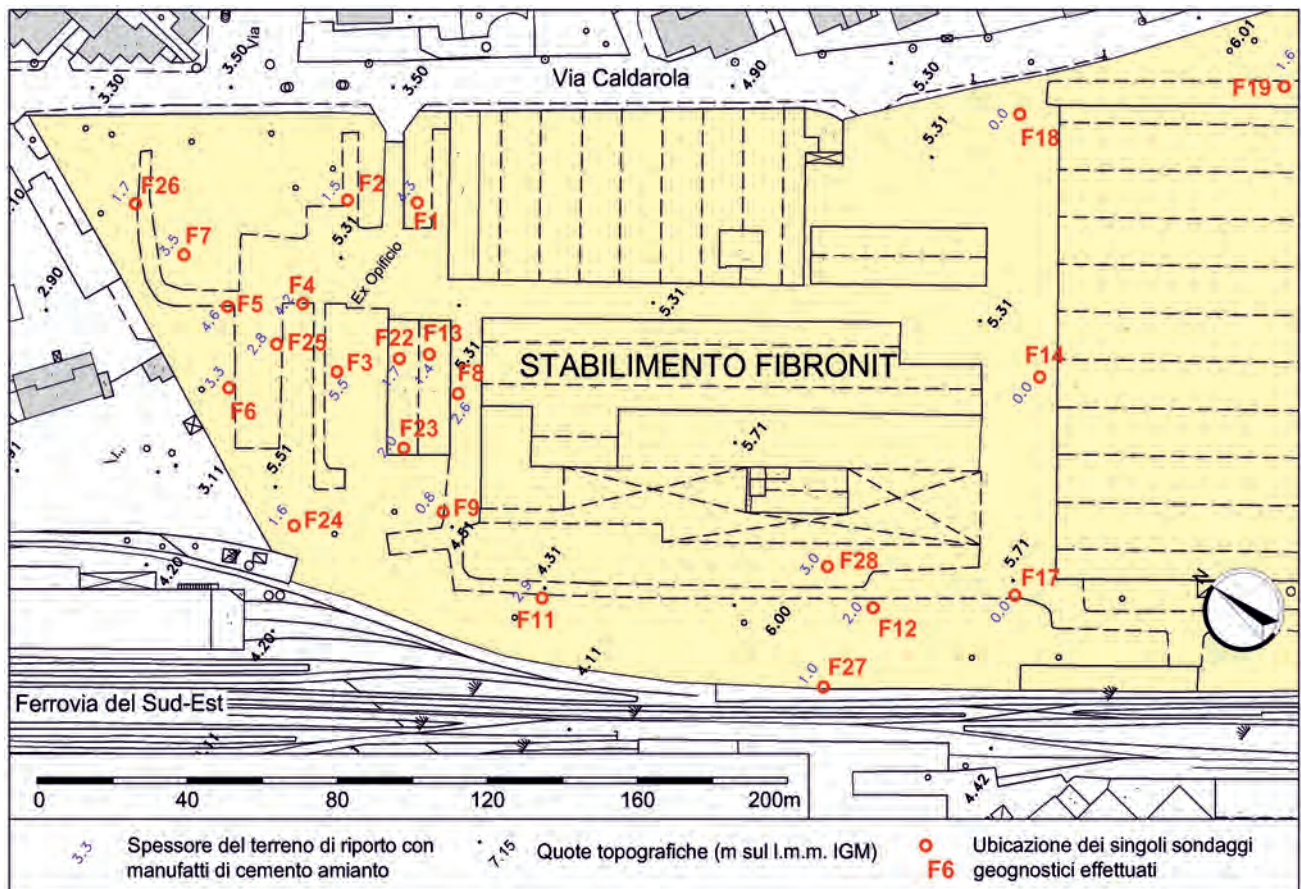 6.01
3.50
Via
3.30
3.50
Via Caldarola
4.90
5.30
1.6
F19
5.31
0.0
F18
1.7
F26
1.5
F2
4.3
F1
3.5
F7
5.31
Ex Opificio
2.90
4.6
F5
4.2
F4
5.31
5.31
2.8
F25
F22
1.7
F13
1.4
5.31
F8
2.6
F3
5.5
STABILIMENTO FIBRONIT
F14
0.0
3.3
F6
2.0
F23
5.71
3.11
5.51
1.6
F24
0.8
F9
4.51
4.20
4.31
2.9
F11
3.0
F28
5.71
F17
0.0
N
6.00
2.0
F12
4.20
4.11
1.0
F27
Ferrovia del Sud-Est
4.42
0 40 80 120 160 200m
3.3 Spessore del terreno di riporto con
manufatti di cemento amianto
7.15 Quote topografiche (m sul l.m.m. IGM)
F6 Ubicazione dei singoli sondaggi
geognostici effettuati